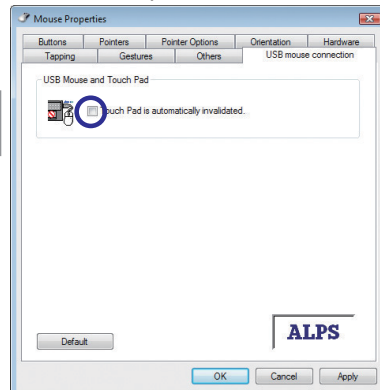 Mouse Properties
Buttons Pointers Pointer Options Orientation Hardware
Tapping Gestures Others USB mouse connection
USB Mouse and Touch Pad
Touch Pad is automatically invalidated.
ALPS
Default
OK Cancel Apply